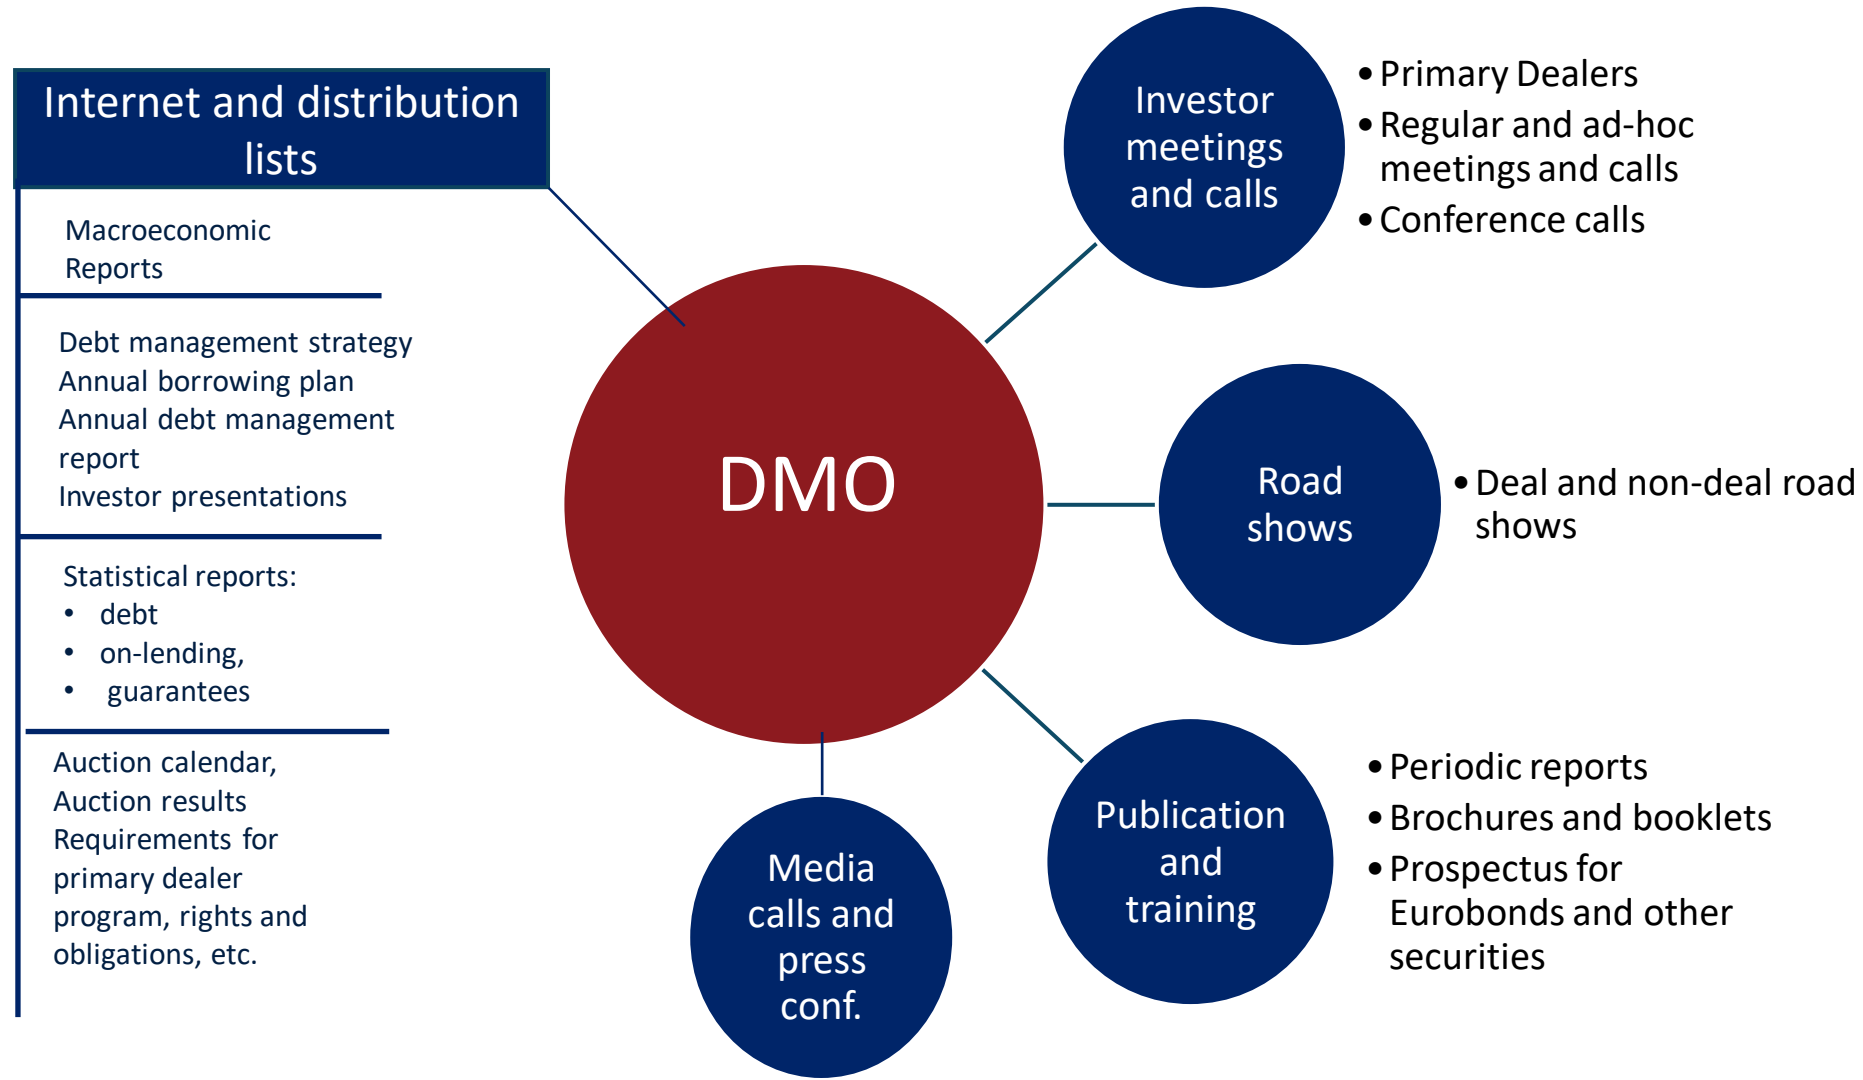 Internet and distribution
lists
Macroeconomic
Reports
Debt management strategy
Annual borrowing plan
Annual debt management
report
Investor presentations
Statistical reports:
• debt
• on-lending,
• guarantees
Auction calendar,
Auction results
Requirements for
primary dealer
program, rights and
obligations, etc.
DMO
Investor
meetings
and calls
• Primary Dealers
• Regular and ad-hoc
meetings and calls
• Conference calls
Road
shows
• Deal and non-deal road
shows
Publication
and
training
• Periodic reports
• Brochures and booklets
• Prospectus for
Eurobonds and other
securities
Media
calls and
press
conf.